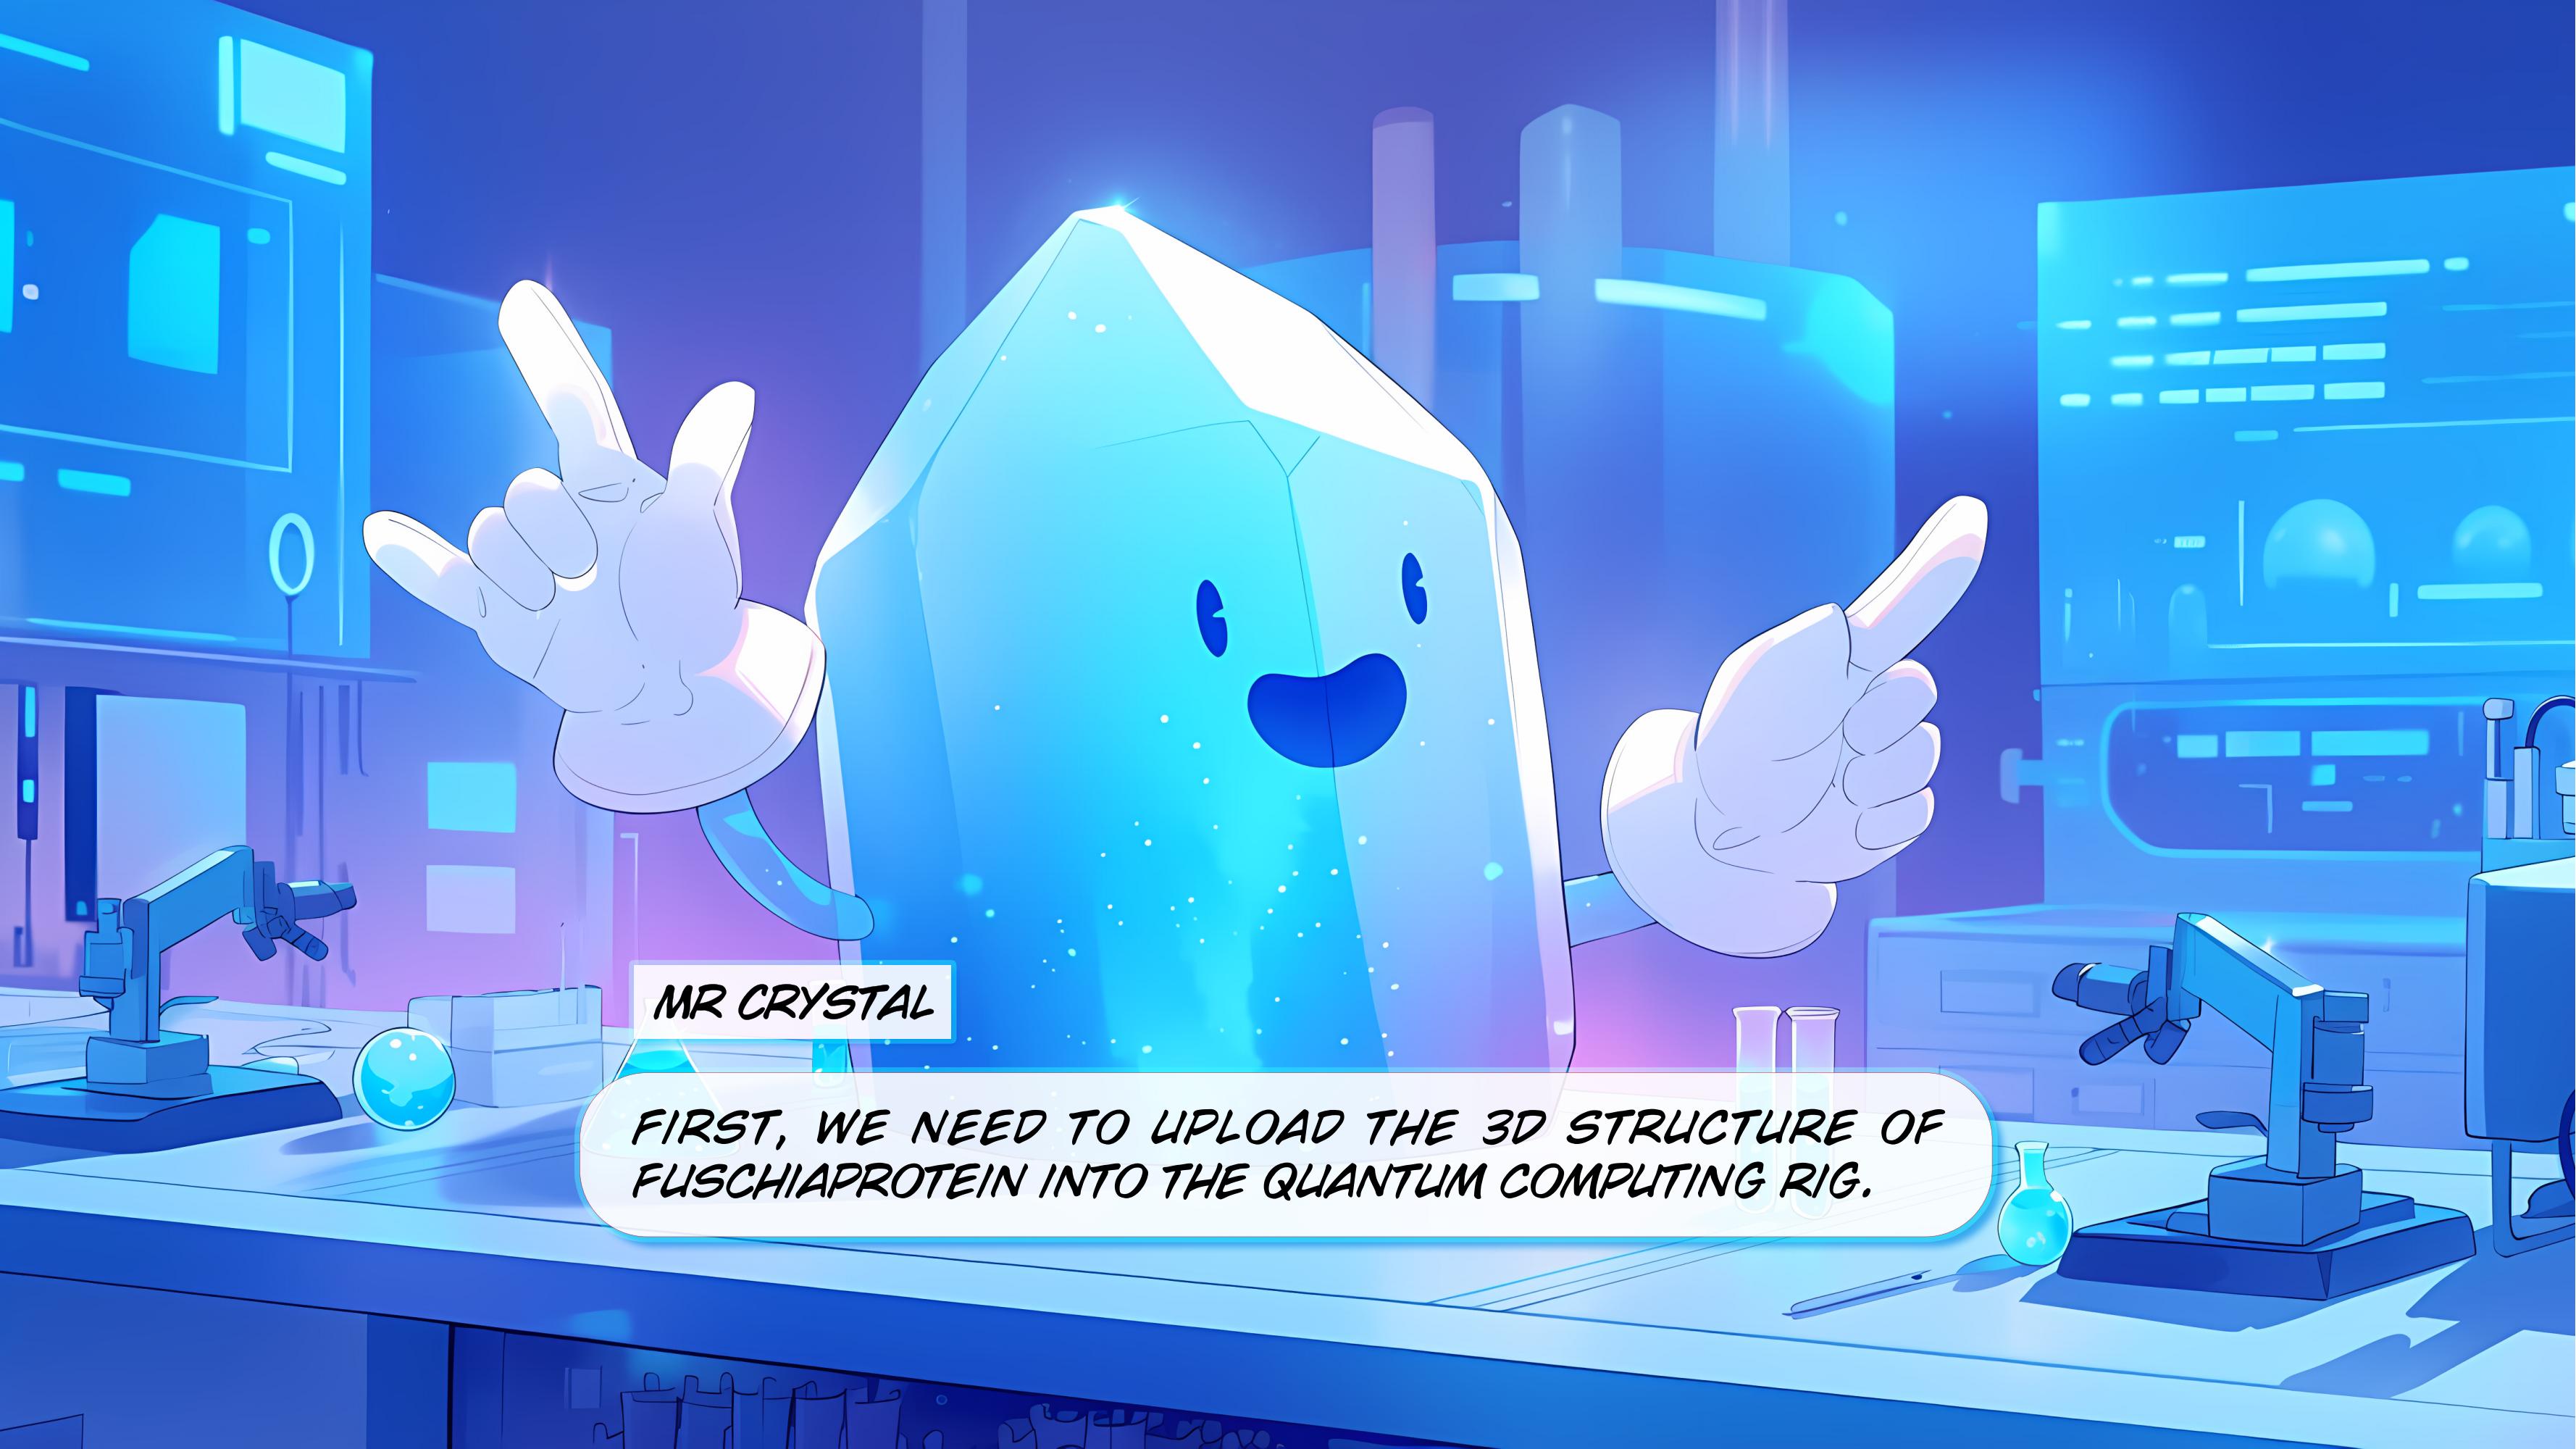 MR CRYSTAL
FIRST, WE NEED TO UPLOAD THE 3D STRUCTURE OF
FUSCHIAPROTEIN INTO THE QUANTUM COMPUTING RIG.